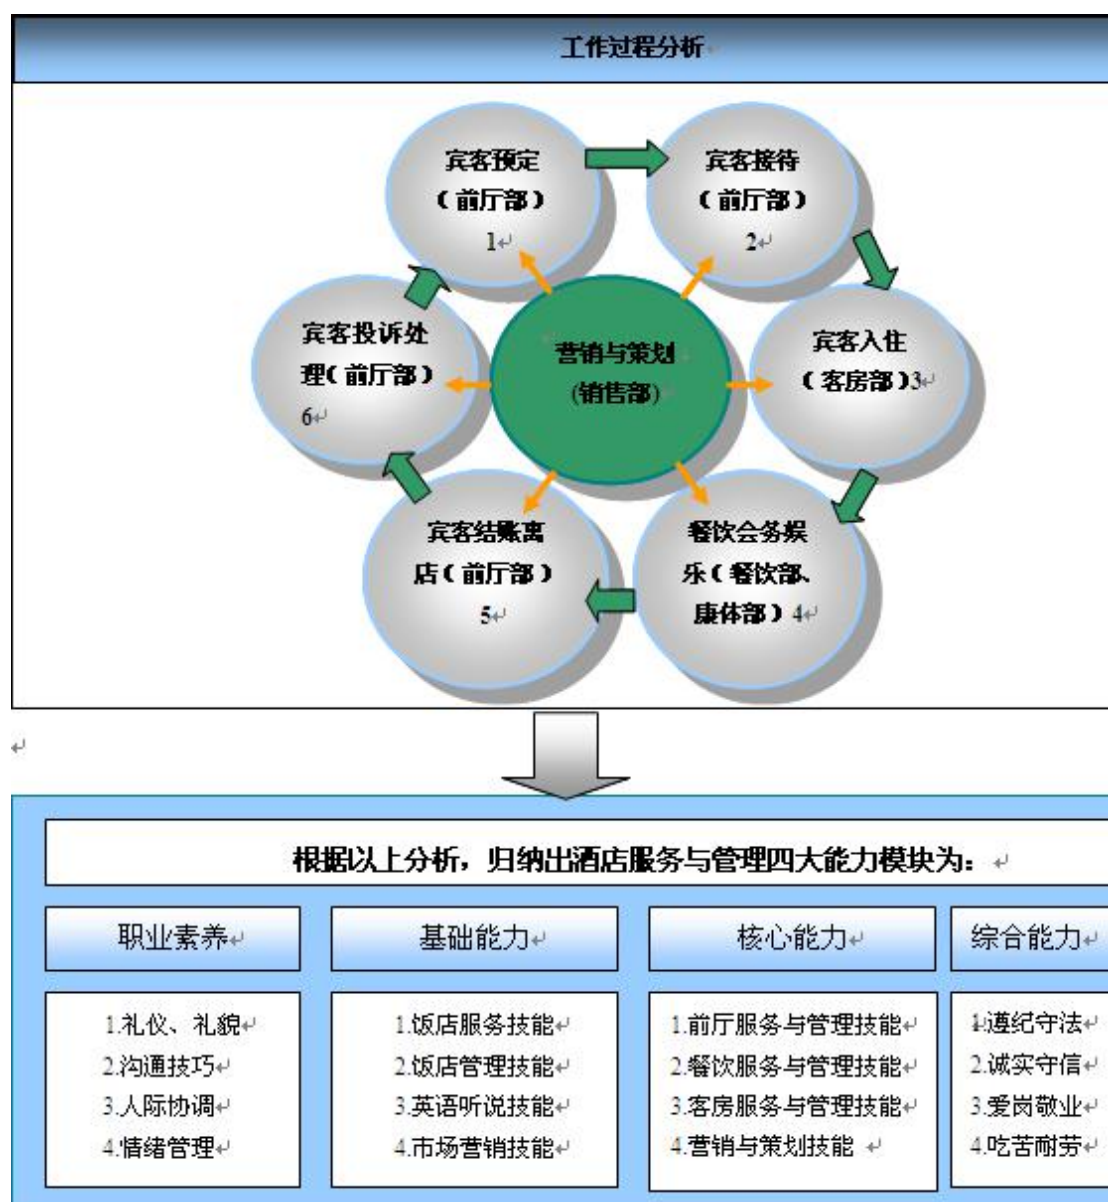 工作过程分析
宾客预定
（前厅部）
1
宾客接待
（前厅部）
2
宾客投诉处
理（前厅部）
6
营销与策划
(销售部)
宾客入住
（客房部）3
宾客结账离
店（前厅部）
5
餐饮会务娱
乐（餐饮部、
康体部）4
根据以上分析，归纳出酒店服务与管理四大能力模块为：
职业素养
基础能力
核心能力
综合能力
1.礼仪、礼貌
2.沟通技巧
3.人际协调
4.情绪管理
1.饭店服务技能
2.饭店管理技能
3.英语听说技能
4.市场营销技能
1.前厅服务与管理技能
2.餐饮服务与管理技能
3.客房服务与管理技能
4.营销与策划技能
1.遵纪守法
2.诚实守信
3.爱岗敬业
4.吃苦耐劳